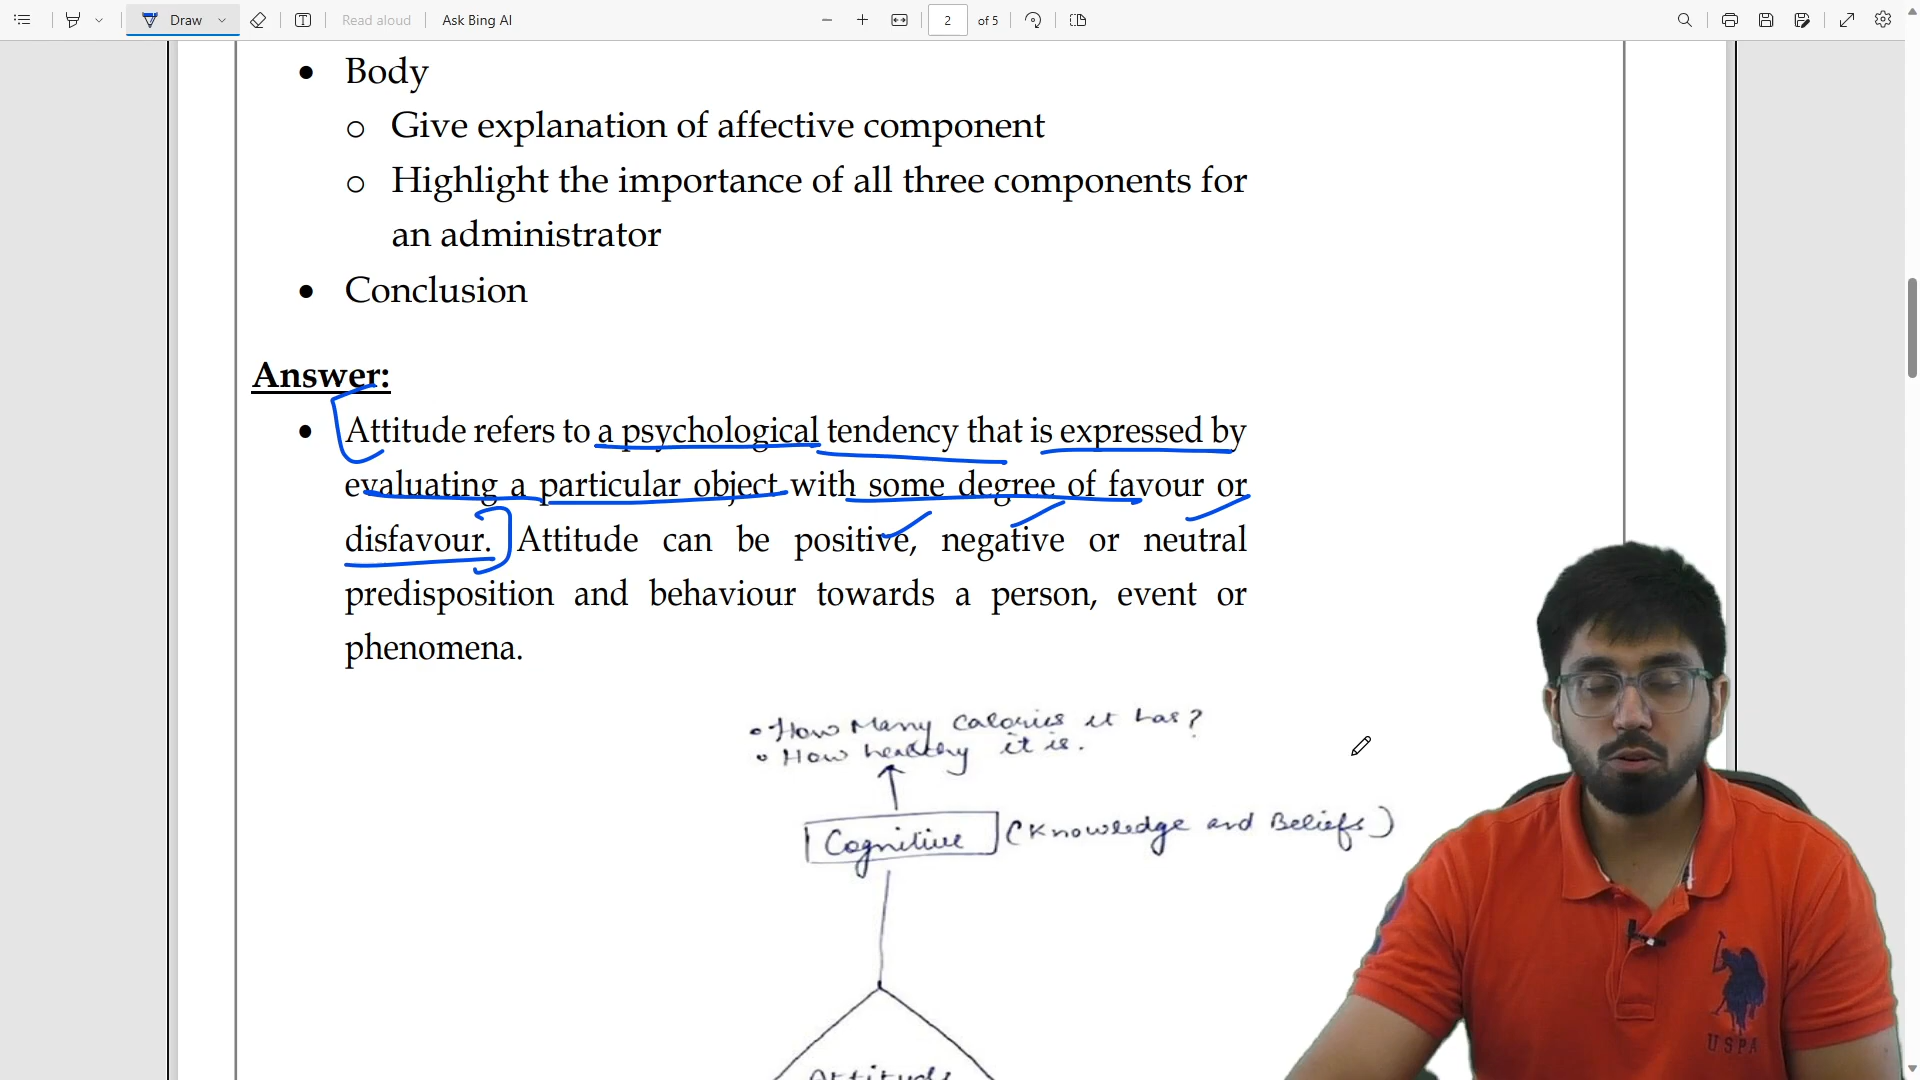 Draw
Read aloud
Ask Bing AI
2
of 5
• Body
o Give explanation of affective component
o Highlight the importance of all three components for
an administrator
• Conclusion
Answer:
• Attitude refers to a psychological tendency that is expressed by
evaluating a particular object with some degree of favour or
disfavour. Attitude can be positive, negative or neutral
predisposition and behaviour towards a person, event or
phenomena.
• How Many calories it has?
• How healthy it is.
Cognitive (Knowledge and Beliefs)
Attitude
USPA